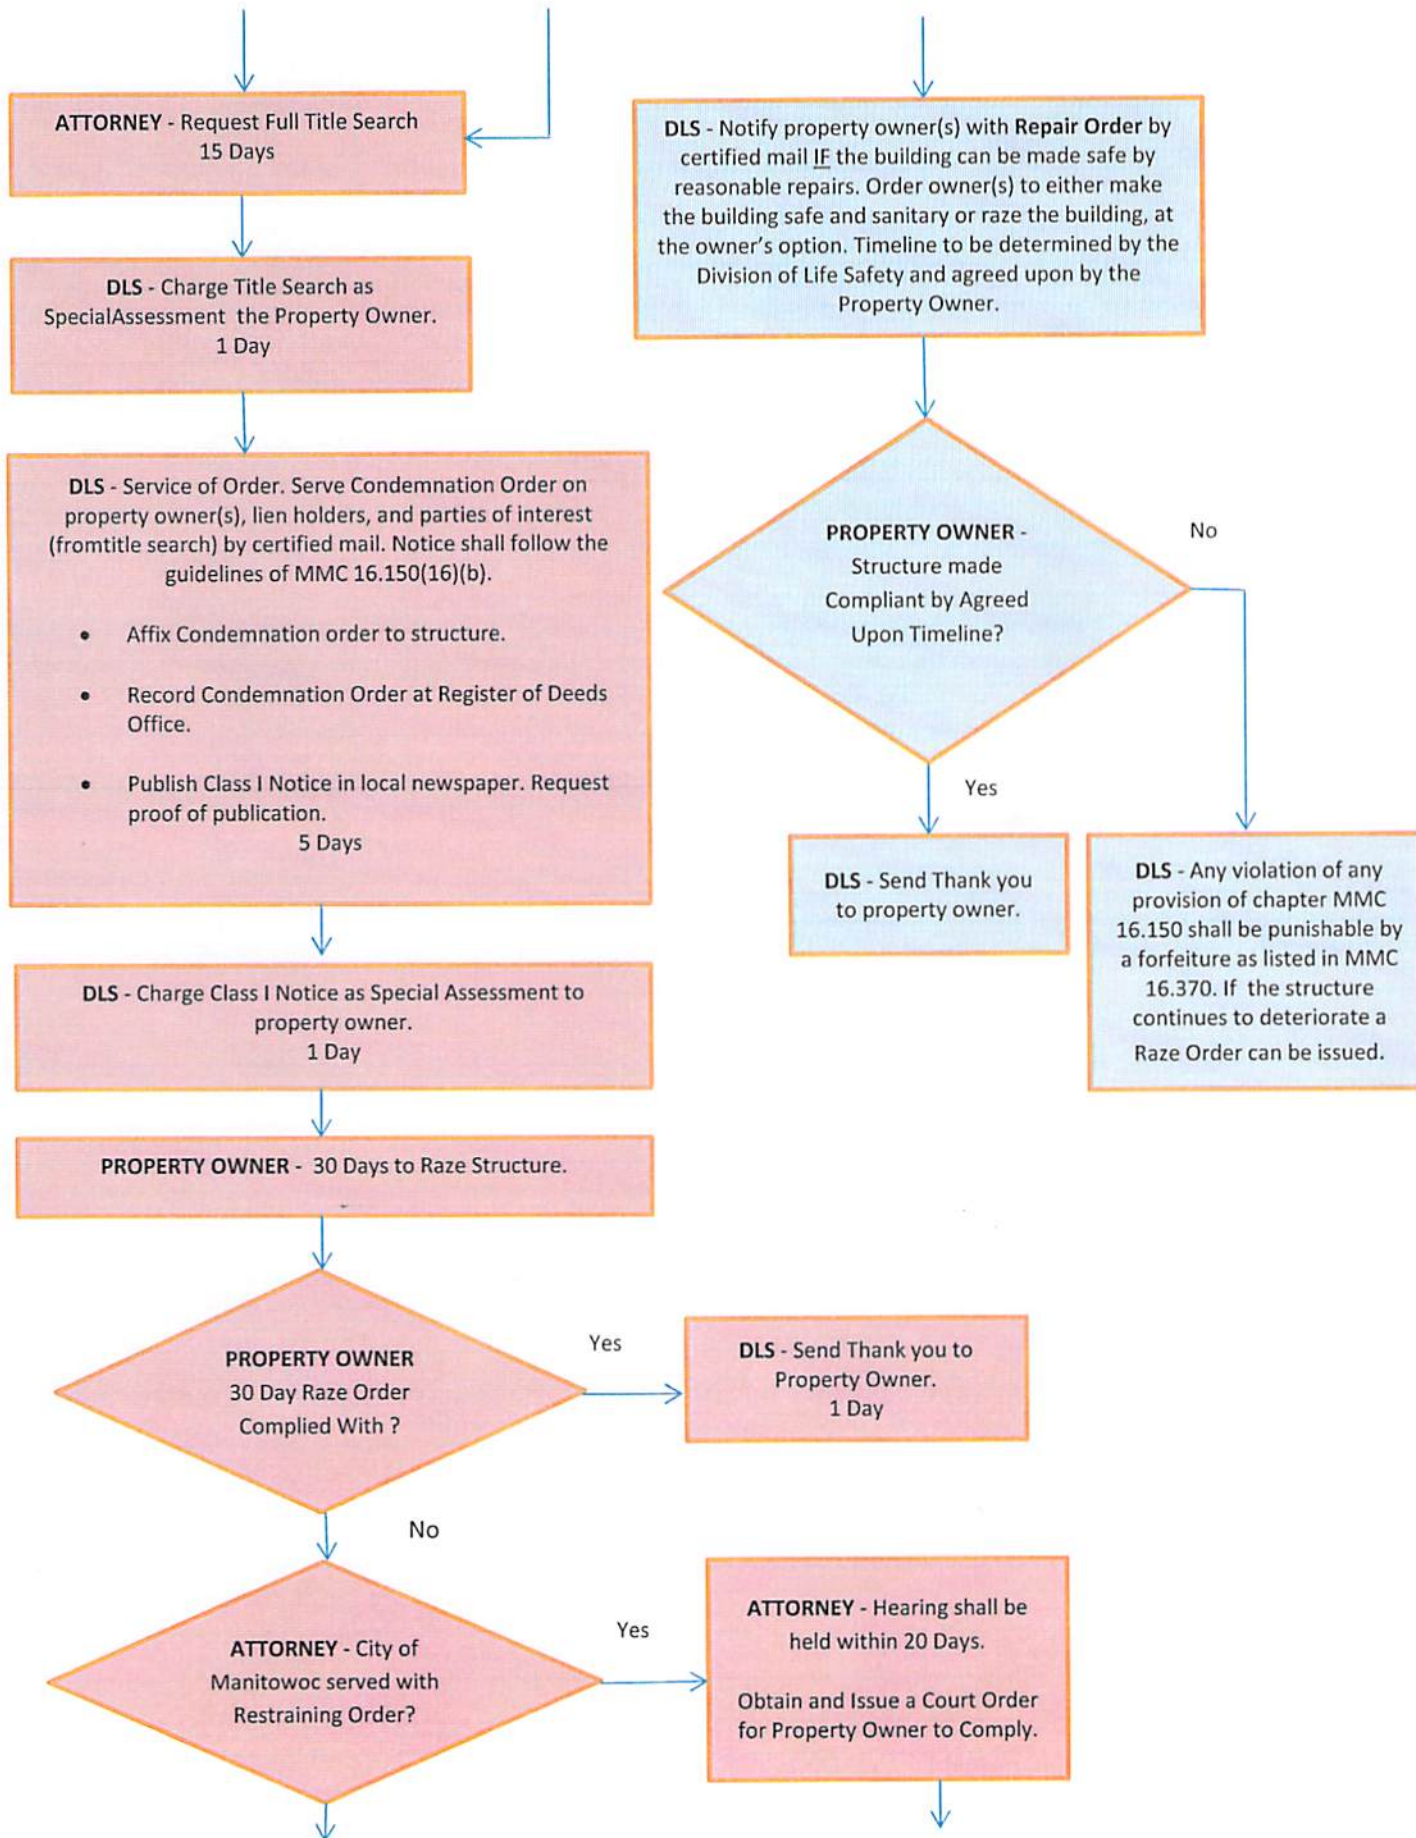 ATTORNEY - Request Full Title Search
15 Days
DLS - Charge Title Search as
SpecialAssessment the Property Owner.
1 Day
DLS - Service of Order. Serve Condemnation Order on
property owner(s), lien holders, and parties of interest
(fromtitle search) by certified mail. Notice shall follow the
guidelines of MMC 16.150(16)(b).
• Affix Condemnation order to structure.
• Record Condemnation Order at Register of Deeds
Office.
• Publish Class I Notice in local newspaper. Request
proof of publication.
5 Days
DLS - Charge Class I Notice as Special Assessment to
property owner.
1 Day
PROPERTY OWNER - 30 Days to Raze Structure.
PROPERTY OWNER
30 Day Raze Order
Complied With ?
Yes
DLS - Send Thank you to
Property Owner.
1 Day
No
ATTORNEY - City of
Manitowoc served with
Restraining Order?
Yes
ATTORNEY - Hearing shall be
held within 20 Days.
Obtain and Issue a Court Order
for Property Owner to Comply.
DLS - Notify property owner(s) with Repair Order by
certified mail IF the building can be made safe by
reasonable repairs. Order owner(s) to either make
the building safe and sanitary or raze the building, at
the owner's option. Timeline to be determined by the
Division of Life Safety and agreed upon by the
Property Owner.
PROPERTY OWNER -
Structure made
Compliant by Agreed
Upon Timeline?
No
Yes
DLS - Send Thank you
to property owner.
DLS - Any violation of any
provision of chapter MMC
16.150 shall be punishable by
a forfeiture as listed in MMC
16.370. If the structure
continues to deteriorate a
Raze Order can be issued.